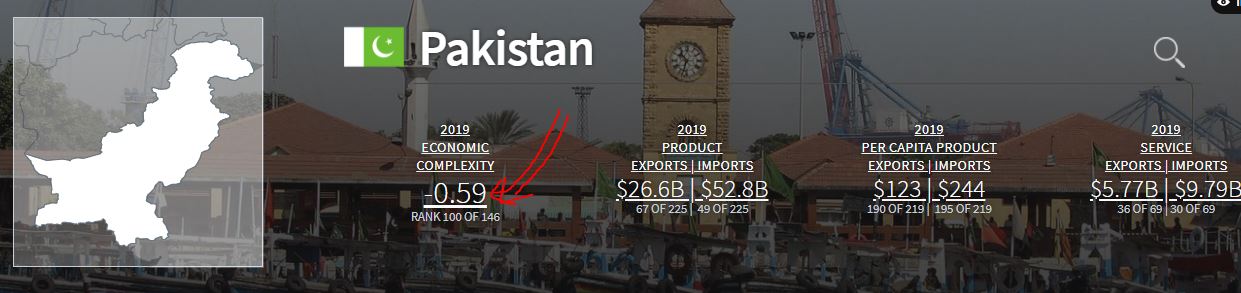 Pakistan
2019
ECONOMIC
COMPLEXITY
-0.59
RANK 100 OF 146
2019
PRODUCT
EXPORTS | IMPORTS
$26.6B | $52.8B
67 OF 225 | 49 OF 225
2019
PER CAPITA PRODUCT
EXPORTS | IMPORTS
$123 | $244
190 OF 219 | 195 OF 219
2019
SERVICE
EXPORTS | IMPORTS
$5.77B | $9.79B
36 OF 69 | 30 OF 69